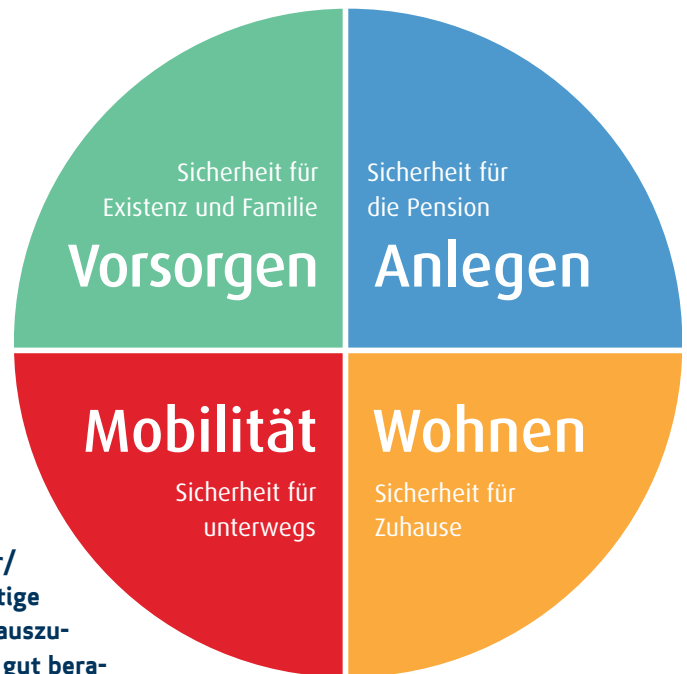 Sicherheit für
Existenz und Familie
Vorsorgen
Sicherheit für
die Pension
Anlegen
Mobilität
Sicherheit für
unterwegs
Wohnen
Sicherheit für
Zuhause
r/
tige
auszu-
gut bera-